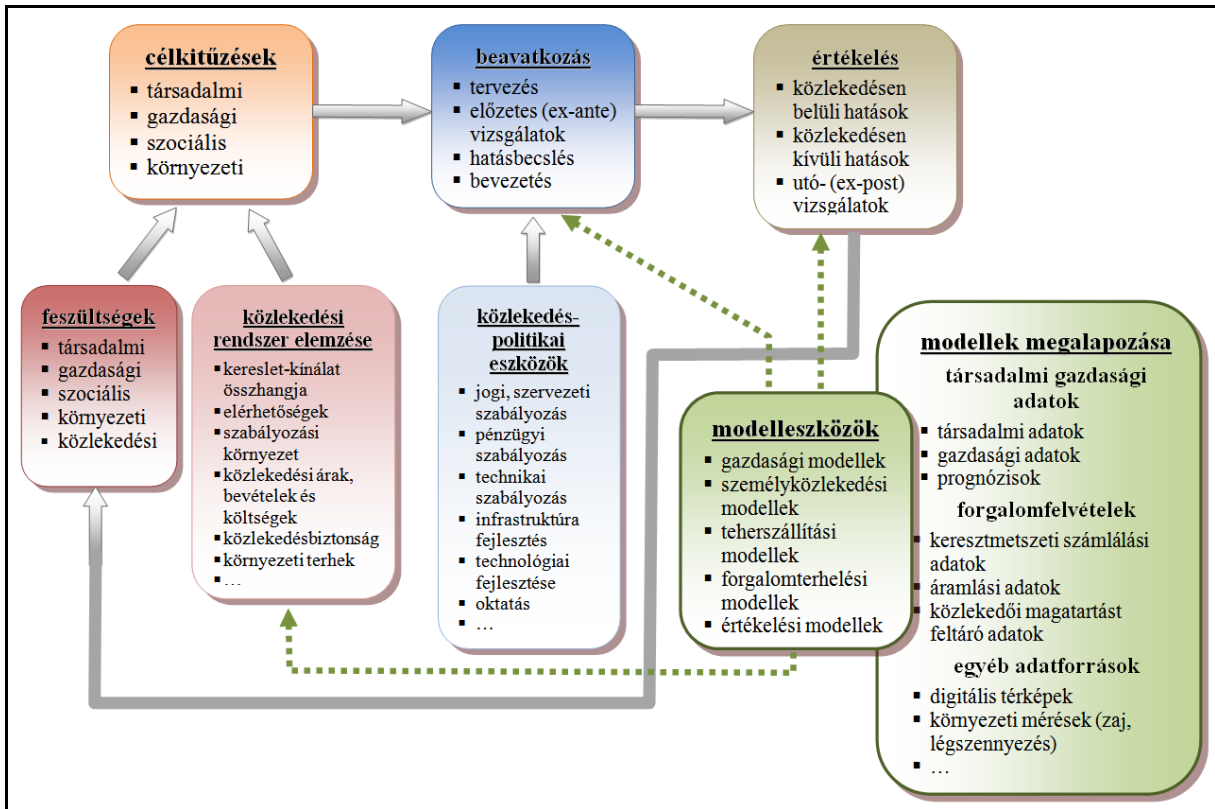 célkitűzések
▪ társadalmi
▪ gazdasági
▪ szociális
▪ környezeti
beavatkozás
▪ tervezés
▪ előzetes (ex-ante)
vizsgálatok
▪ hatásbecslés
▪ bevezetés
értékelés
▪ közlekedésen
belüli hatások
▪ közlekedésen
kívüli hatások
▪ utó- (ex-post)
vizsgálatok
feszültségek
▪ társadalmi
▪ gazdasági
▪ szociális
▪ környezeti
▪ közlekedési
közlekedési
rendszer elemzése
▪ kereslet-kínálat
összhangja
▪ elérhetőségek
▪ szabályozási
környezet
▪ közlekedési árak,
bevételek és
költségek
▪ közlekedésbiztonság
▪ környezeti terhek
▪ …
közlekedés-
politikai
eszközök
▪ jogi, szervezeti
szabályozás
▪ pénzügyi
szabályozás
▪ technikai
szabályozás
▪ infrastruktúra
fejlesztés
▪ technológiai
fejlesztése
▪ oktatás
▪ …
modelleszközök
▪ gazdasági modellek
▪ személyközlekedési
modellek
▪ teherszállítási
modellek
▪ forgalomterhelési
modellek
▪ értékelési modellek
modellek megalapozása
társadalmi gazdasági
adatok
▪ társadalmi adatok
▪ gazdasági adatok
▪ prognózisok
forgalomfelvételek
▪ keresztmetszeti számlálási
adatok
▪ áramlási adatok
▪ közlekedői magatartást
feltáró adatok
egyéb adatforrások
▪ digitális térképek
▪ környezeti mérések (zaj,
légszennyezés)
▪ …